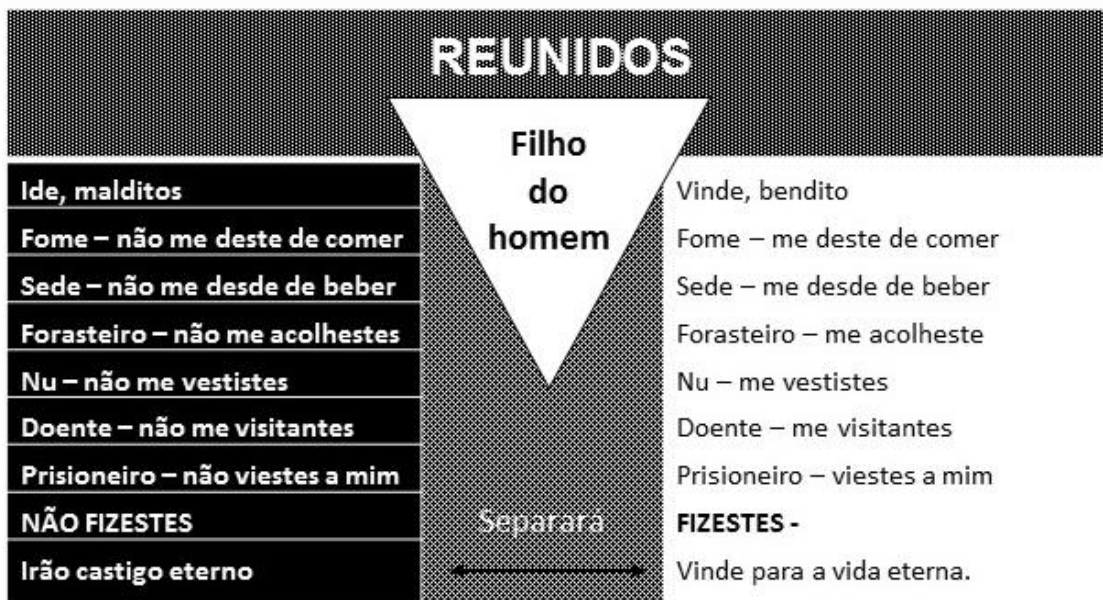 REUNIDOS
Filho
do
homem
Ide, malditos
Fome – não me deste de comer
Sede – não me desde de beber
Forasteiro – não me acolhestes
Nu – não me vestistes
Doente – não me visitantes
Prisioneiro – não viestes a mim
NÃO FIZESTES
Irão castigo eterno
Separará
Vinde, bendito
Fome – me deste de comer
Sede – me desde de beber
Forasteiro – me acolheste
Nu – me vestistes
Doente – me visitantes
Prisioneiro – viestes a mim
FIZESTES -
Vinde para a vida eterna.